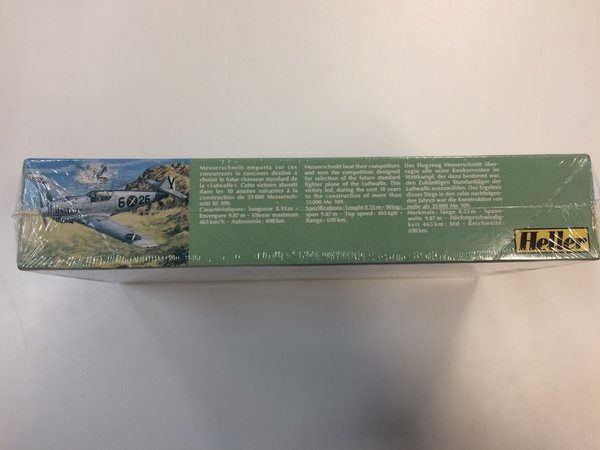 6 26
Messerschmitt emporta sur ces
concurrents le concours destiné à
choisir le futur chasseur standard de
la « Luftwaffe ». Cette victoire aboutit
dans les 10 années suivantes à la
construction de 35 000 Messersch-
mitt Bf 109.
Caractéristiques : longueur 8.55 m -
Envergure 9.87 m - Vitesse maximum
465 km/h - Autonomie : 690 km.
Messerschmitt beat their competitors
and won the competition designed
for selection of the future standard
fighter plane of the Luftwaffe. This
victory led, during the next 10 years
to the construction of more than
35 000 Me 109.
Specifications : Lenght 8.55 m - Wing-
span 9.87 m - Top speed : 465 kph -
Range : 690 km.
Das Flugzeug Messerschmitt über-
ragte alle seine Konkurrenten im
Wettkampf, der dazu bestimmt war,
den Zukünftigen Standardtjäger der
Luftwaffe auszuwählen. Das Ergebnis
dieses Sieges in den zehn nachfolgen-
den Jahren war die Konstruktion von
mehr als 35 000 Me 109.
Merkmale : länge 8.55 m - Spann-
weite 9.87 m - Höchstgeschwindig-
keit 465 km : Std - Reichweite :
690 km.
Heller